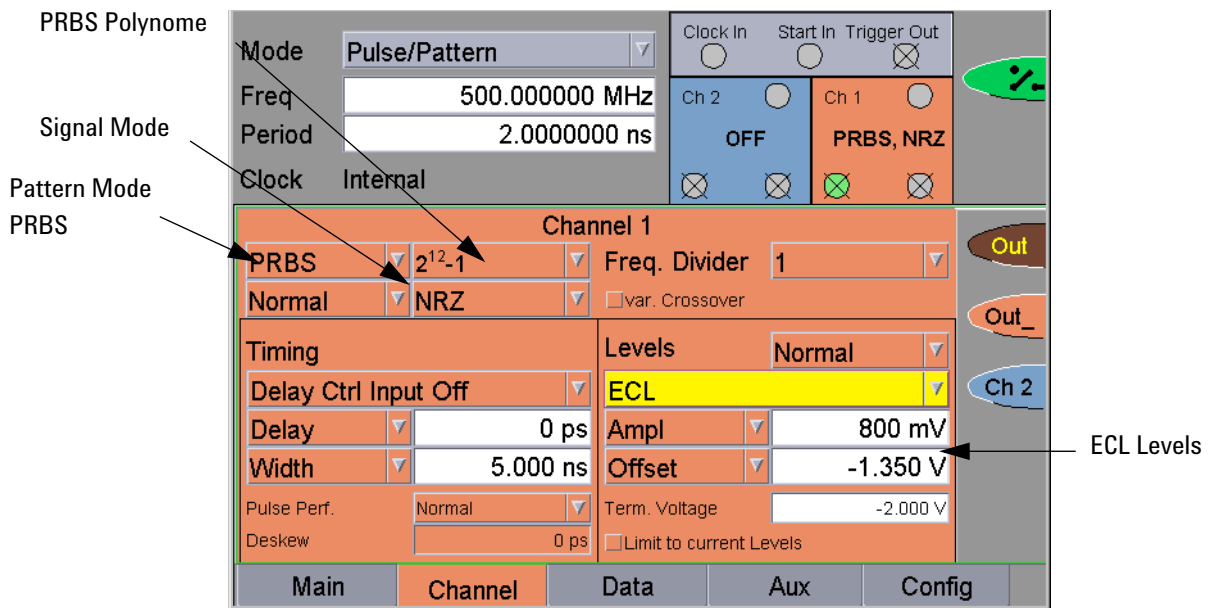 PRBS Polynome
Signal Mode
Pattern Mode
PRBS
Mode Pulse/Pattern
Freq 500.000000 MHz
Period 2.0000000 ns
Clock Internal
Clock In Start In Trigger Out
Ch 2 Ch 1
OFF PRBS, NRZ
Channel 1
PRBS 2¹²-1 Freq. Divider 1
Normal NRZ var. Crossover
Timing
Delay Ctrl Input Off
Delay 0 ps
Width 5.000 ns
Pulse Perf. Normal
Deskew 0 ps
Levels Normal
ECL
Ampl 800 mV
Offset -1.350 V
Term. Voltage -2.000 V
Limit to current Levels
Out
Out_
Ch 2
ECL Levels
Main Channel Data Aux Config